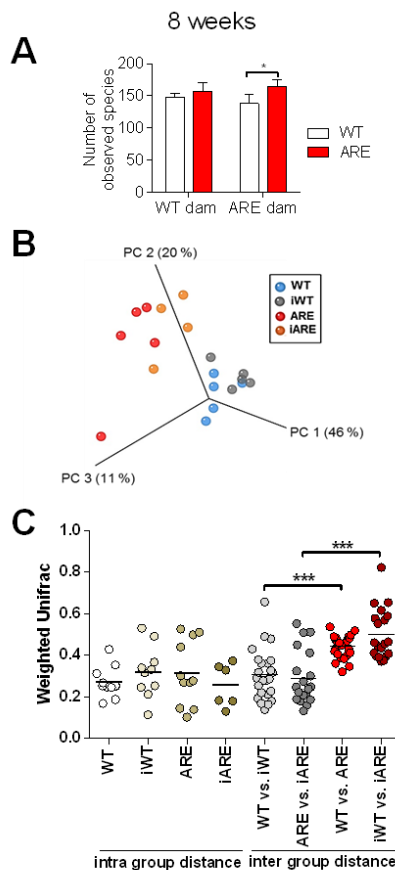 8 weeks
A
Number of
observed species
200
150
100
50
0
*
WT dam
ARE dam
WT
ARE
B
PC 2 (20 %)
WT
iWT
ARE
iARE
PC 1 (46 %)
PC 3 (11 %)
C
Weighted Unifrac
1.0
0.8
0.6
0.4
0.2
0.0
***
***
WT
iWT
ARE
iARE
WT vs. iWT
ARE vs. iARE
WT vs. ARE
iWT vs. iARE
intra group distance
inter group distance